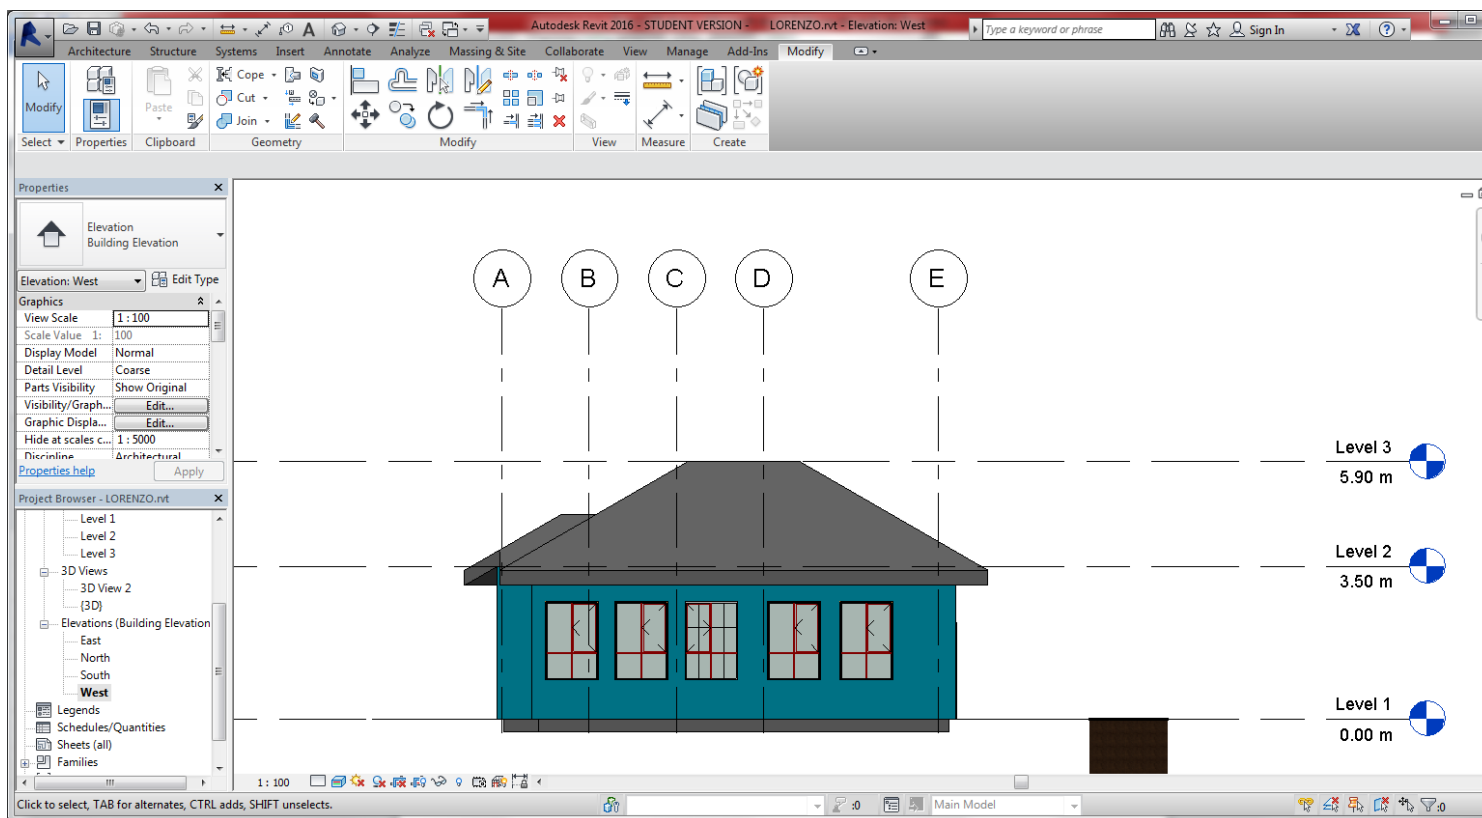 Autodesk Revit 2016 - STUDENT VERSION - LORENZO.rvt - Elevation: West
Type a keyword or phrase
Sign In
Architecture Structure Systems Insert Annotate Analyze Massing & Site Collaborate View Manage Add-Ins Modify
Modify
Paste
Cope
Cut
Join
Select Properties Clipboard Geometry Modify View Measure Create
Properties
Elevation
Building Elevation
Elevation: West Edit Type
Graphics
View Scale 1 : 100
Scale Value 1: 100
Display Model Normal
Detail Level Coarse
Parts Visibility Show Original
Visibility/Graph... Edit...
Graphic Displa... Edit...
Hide at scales c... 1 : 5000
Discipline Architectural
Properties help Apply
Project Browser - LORENZO.rvt
Level 1
Level 2
Level 3
3D Views
3D View 2
{3D}
Elevations (Building Elevation
East
North
South
West
Legends
Schedules/Quantities
Sheets (all)
Families
A B C D E
Level 3
5.90 m
Level 2
3.50 m
Level 1
0.00 m
1 : 100
Click to select, TAB for alternates, CTRL adds, SHIFT unselects.
:0
Main Model
:0